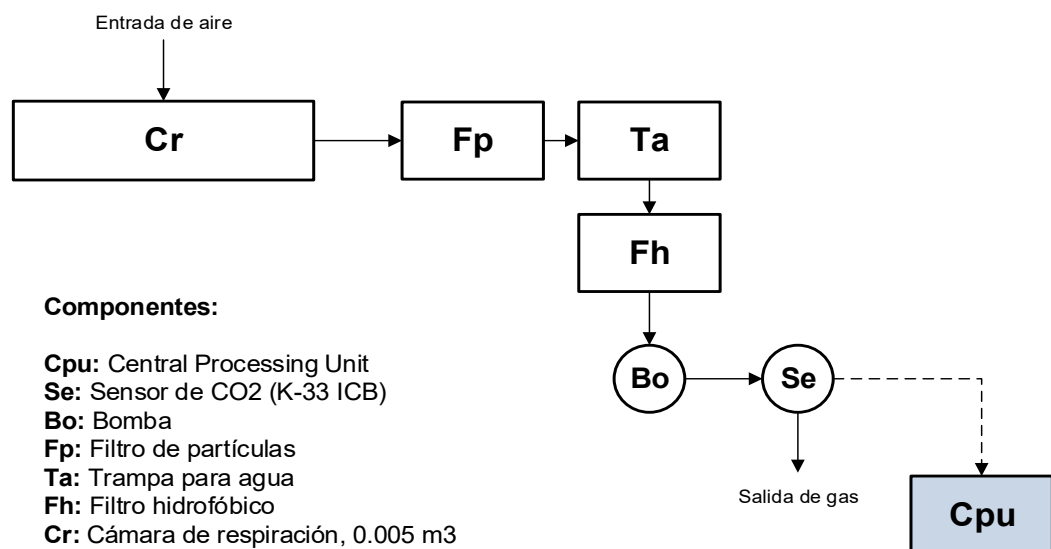 Entrada de aire
Cr
Fp
Ta
Fh
Componentes:
Cpu: Central Processing Unit
Se: Sensor de CO2 (K-33 ICB)
Bo: Bomba
Fp: Filtro de partículas
Ta: Trampa para agua
Fh: Filtro hidrofóbico
Cr: Cámara de respiración, 0.005 m3
Bo
Se
Salida de gas
Cpu